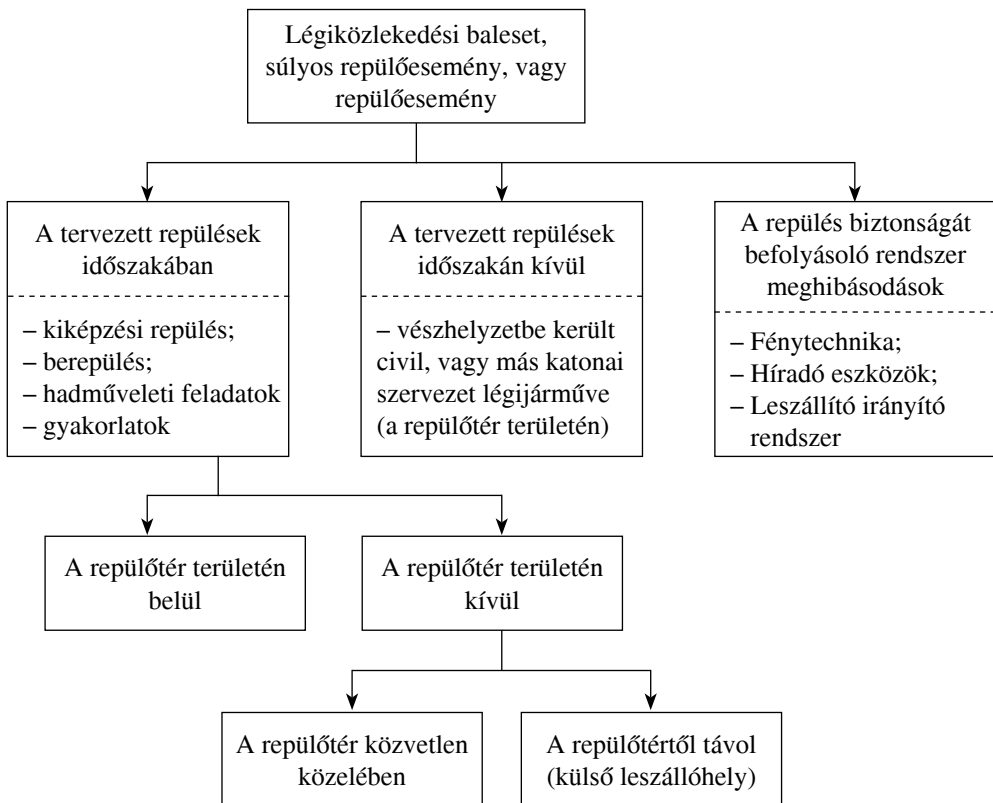 Légiközlekedési baleset,
súlyos repülőesemény, vagy
repülőesemény
A tervezett repülések
időszakában
– kiképzési repülés;
– berepülés;
– hadműveleti feladatok
– gyakorlatok
A tervezett repülések
időszakán kívül
– vészhelyzetbe került
civil, vagy más katonai
szervezet légijárműve
(a repülőtér területén)
A repülés biztonságát
befolyásoló rendszer
meghibásodások
– Fénytechnika;
– Híradó eszközök;
– Leszállító irányító
rendszer
A repülőtér területén
belül
A repülőtér területén
kívül
A repülőtér közvetlen
közelében
A repülőtértől távol
(külső leszállóhely)